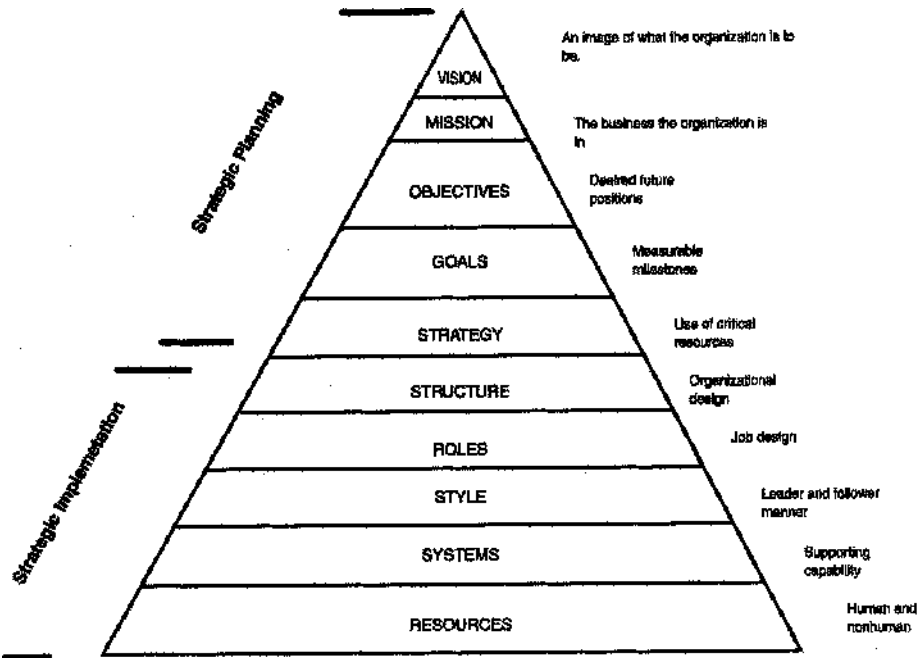 An image of what the organization is to
be.
VISION
MISSION
The business the organization is
in
Strategic Planning
OBJECTIVES
Desired future
positions
GOALS
Measurable
milestones
STRATEGY
Use of critical
resources
STRUCTURE
Organizational
design
ROLES
Job design
Strategic Implemetation
STYLE
Leader and follower
manner
SYSTEMS
Supporting
capability
RESOURCES
Human and
nonhuman